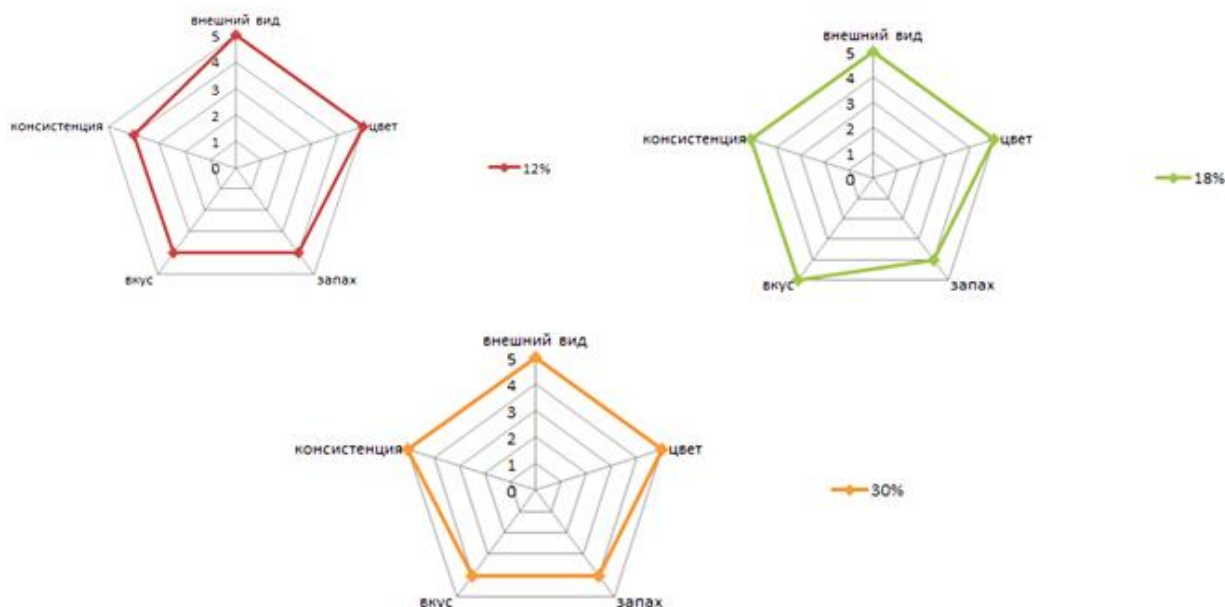 внешний вид
5
4
3
2
1
0
консистенция
цвет
12%
вкус
запах
внешний вид
5
4
3
2
1
0
консистенция
цвет
18%
вкус
запах
внешний вид
5
4
3
2
1
0
консистенция
цвет
30%
вкус
запах